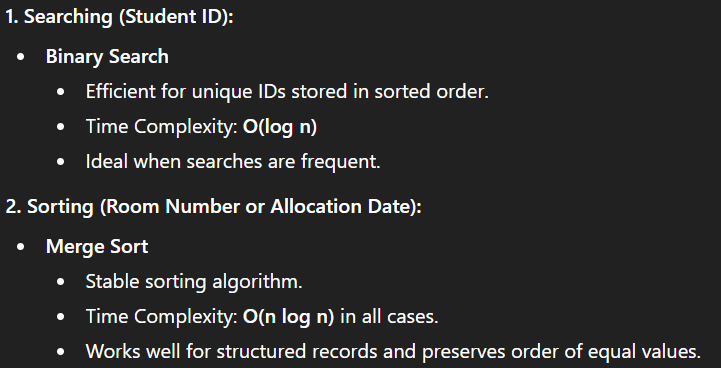 1. Searching (Student ID):
• Binary Search
• Efficient for unique IDs stored in sorted order.
• Time Complexity: O(log n)
• Ideal when searches are frequent.
2. Sorting (Room Number or Allocation Date):
• Merge Sort
• Stable sorting algorithm.
• Time Complexity: O(n log n) in all cases.
• Works well for structured records and preserves order of equal values.